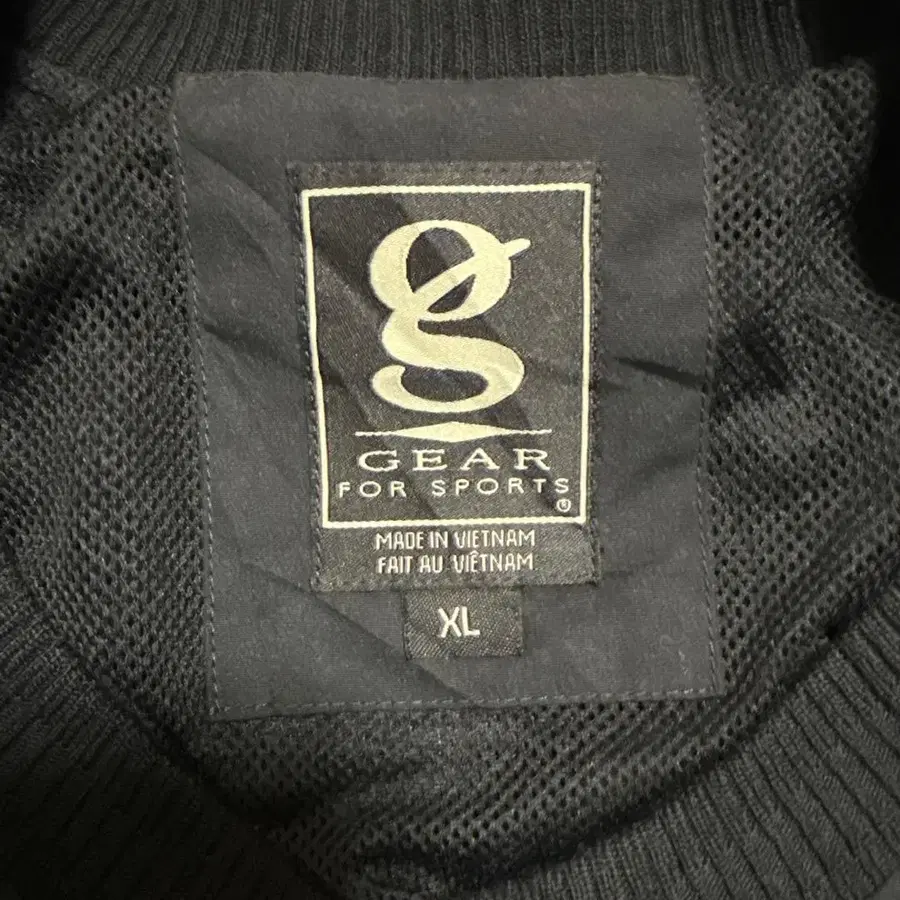 g
GEAR
FOR SPORTS®
MADE IN VIETNAM
FAIT AU VIÊTNAM
XL